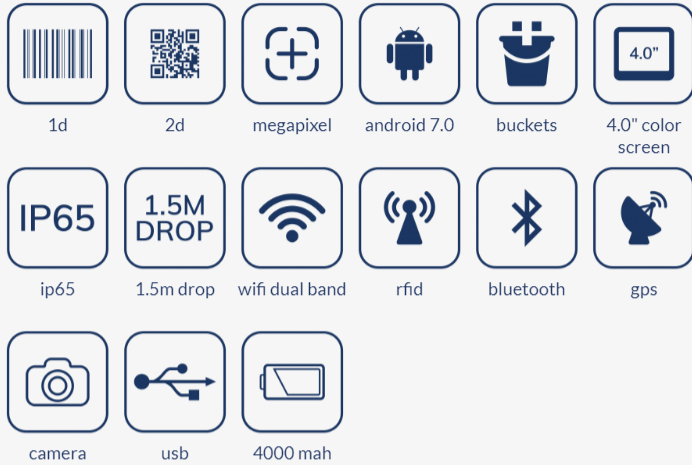 4.0"
1d
2d
megapixel
android 7.0
buckets
4.0" color
screen
IP65
1.5M
DROP
ip65
1.5m drop
wifi dual band
rfid
bluetooth
gps
camera
usb
4000 mah